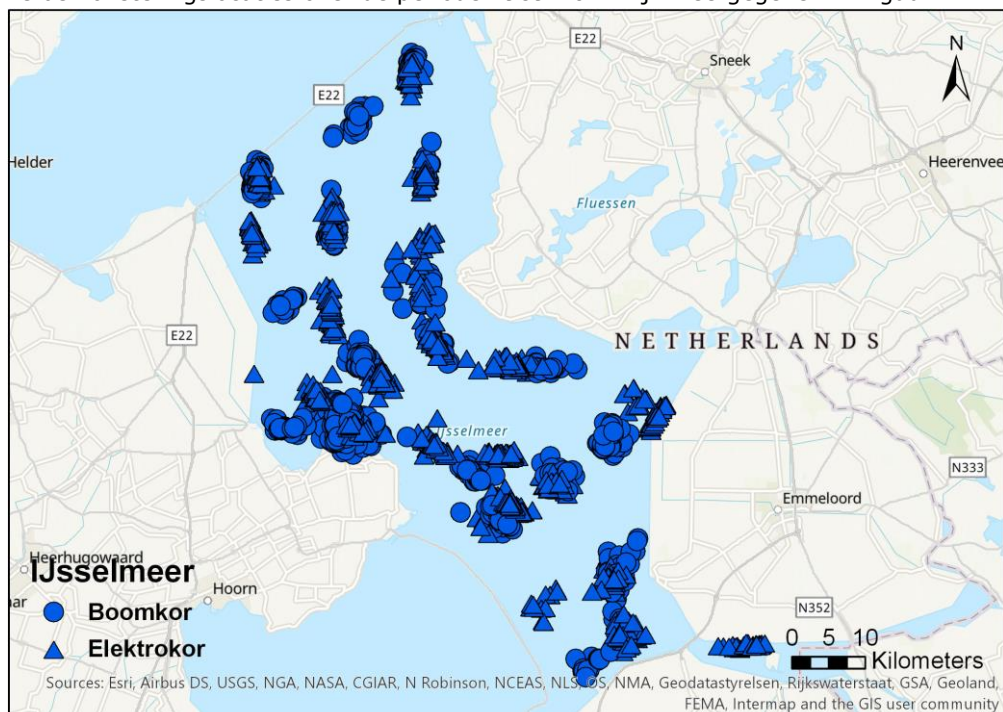 E22
Sneek
N
E22
Helder
Heerenvee
Fluessen
E22
NETHERLANDS
IJsselmeer
N333
Emmeloord
Heerhugowaard
IJsselmeer
Hoorn
aar
Boomkor
N352
Elektrokor
0 5 10
Kilometers
Sources: Esri, Airbus DS, USGS, NGA, NASA, CGIAR, N Robinson, NCEAS, NLS, OS, NMA, Geodatastyrelsen, Rijkswaterstaat, GSA, Geoland,
FEMA, Intermap and the GIS user community